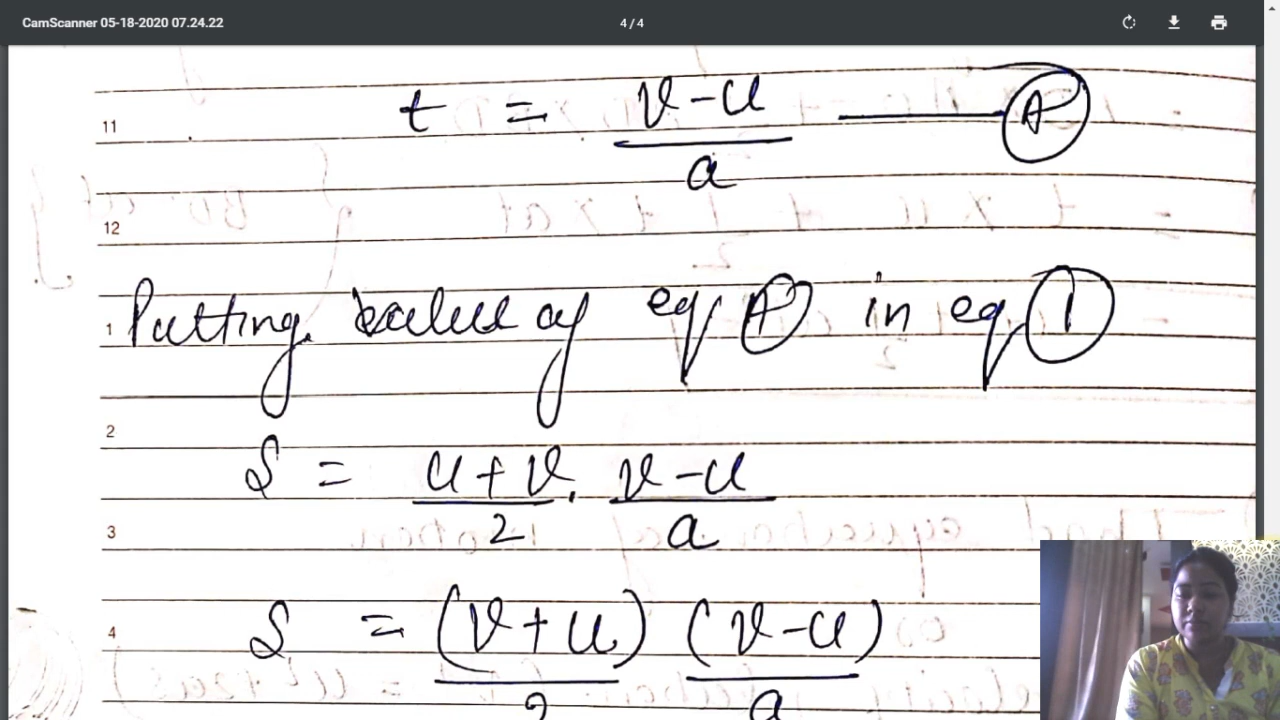 CamScanner 05-18-2020 07.24.22
4 / 4
11
t = v-u / a — (A)
12
1
Putting value of eq (A) in eq (1)
2
S = u+v / 2 . v-u / a
3
4
S = (v+u) / 2 (v-u) / a